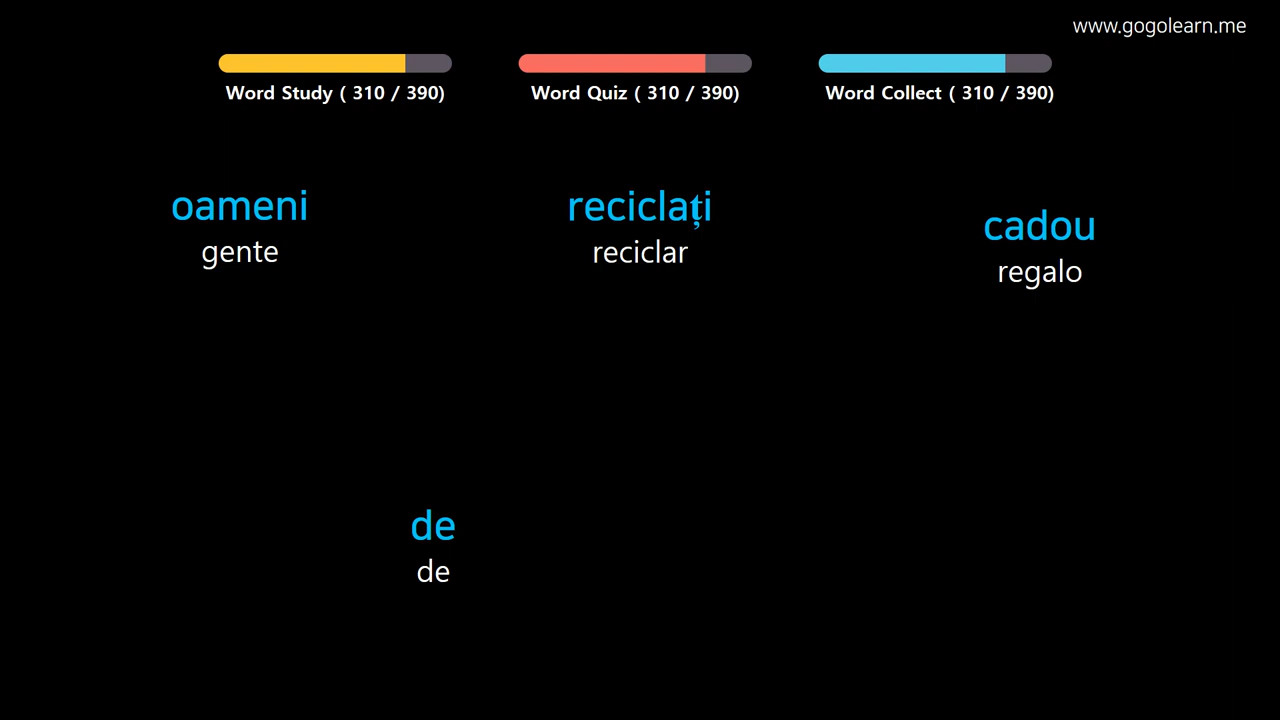 www.gogolearn.me
Word Study ( 310 / 390)
Word Quiz ( 310 / 390)
Word Collect ( 310 / 390)
oameni
gente
reciclați
reciclar
cadou
regalo
de
de